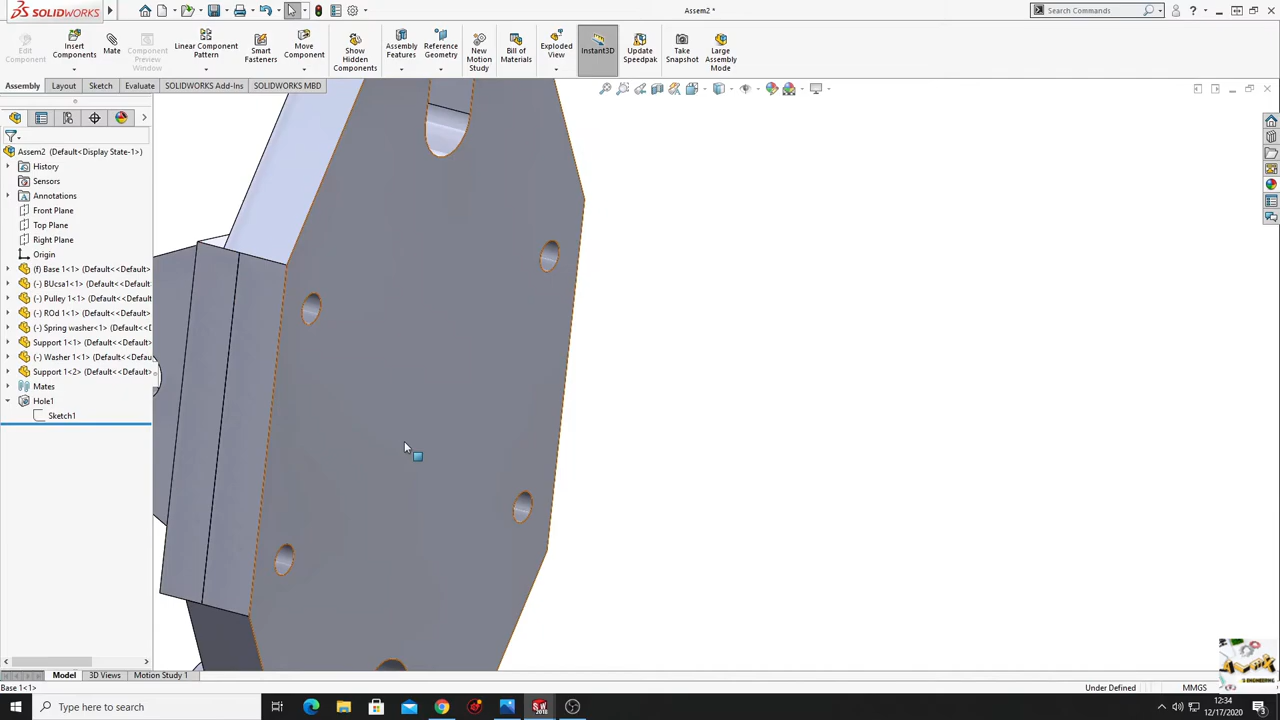 SOLIDWORKS
Assem2 *
Search Commands
Edit Component
Insert Components
Mate
Component Preview Window
Linear Component Pattern
Smart Fasteners
Move Component
Show Hidden Components
Assembly Features
Reference Geometry
New Motion Study
Bill of Materials
Exploded View
Instant3D
Update Speedpak
Take Snapshot
Large Assembly Mode
Assembly
Layout
Sketch
Evaluate
SOLIDWORKS Add-Ins
SOLIDWORKS MBD
Assem2 (Default<Display State-1>)
History
Sensors
Annotations
Front Plane
Top Plane
Right Plane
Origin
(f) Base 1<1> (Default<<Default>
(-) BUcsa1<1> (Default<<Default>
(-) Pulley 1<1> (Default<<Defaul
(-) ROd 1<1> (Default<<Default>
(-) Spring washer<1> (Default<<D
Support 1<1> (Default<<Default>
(-) Washer 1<1> (Default<<Defau
Support 1<2> (Default<<Default>
Mates
Hole1
Sketch1
Model
3D Views
Motion Study 1
Base 1<1>
Under Defined
MMGS
Type here to search
12:34
12/17/2020